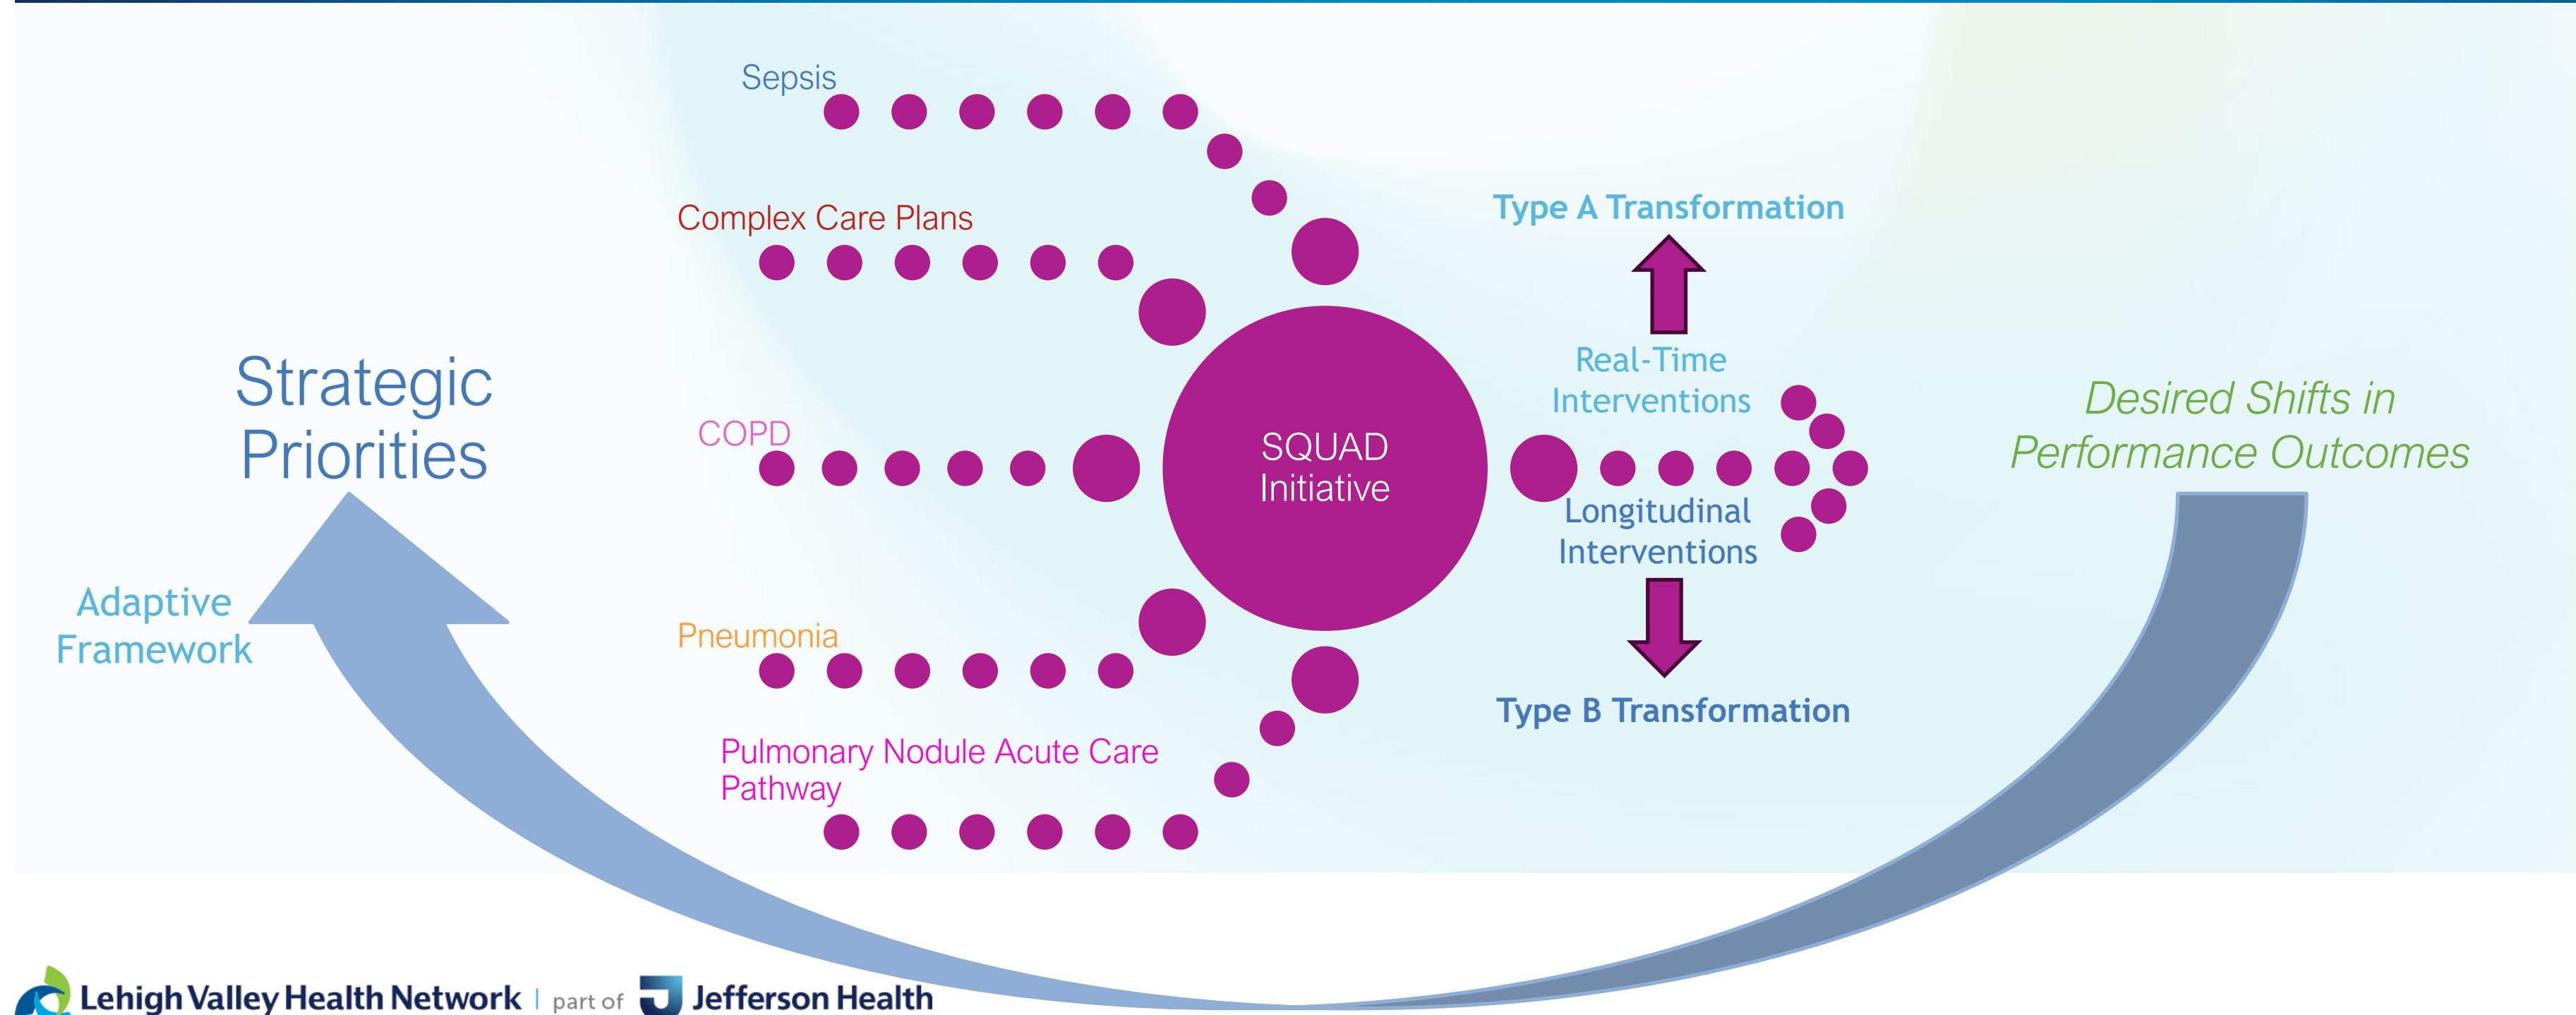 Sepsis
Complex Care Plans
COPD
Pneumonia
Pulmonary Nodule Acute Care
Pathway
Strategic
Priorities
Adaptive
Framework
SQUAD
Initiative
Type A Transformation
Real-Time
Interventions
Longitudinal
Interventions
Type B Transformation
Desired Shifts in
Performance Outcomes
Lehigh Valley Health Network | part of Jefferson Health